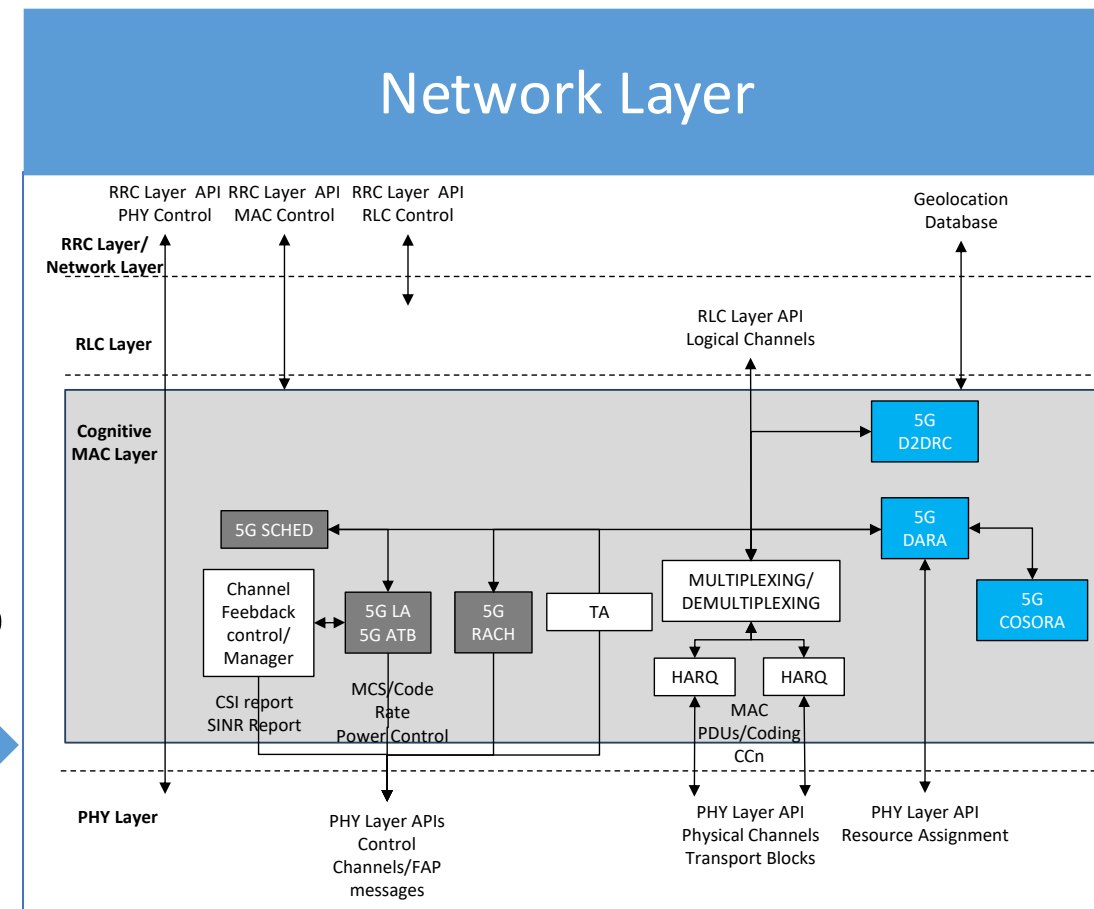 Network Layer
RRC Layer  API
PHY Control
RRC Layer  API
MAC Control
RRC Layer  API
RLC Control
Geolocation
Database
RRC Layer/
Network Layer
RLC Layer
RLC Layer API
Logical Channels
Cognitive
MAC Layer
5G
D2DRC
5G SCHED
5G
DARA
Channel
Feebdack
control/
Manager
5G LA
5G ATB
5G
RACH
TA
MULTIPLEXING/
DEMULTIPLEXING
5G
COSORA
HARQ
HARQ
CSI report
SINR Report
MCS/Code
Rate
Power Control
MAC
PDUs/Coding
CCn
)
PHY Layer
PHY Layer APIs
Control
Channels/FAP
messages
PHY Layer API
Physical Channels
Transport Blocks
PHY Layer API
Resource Assignment